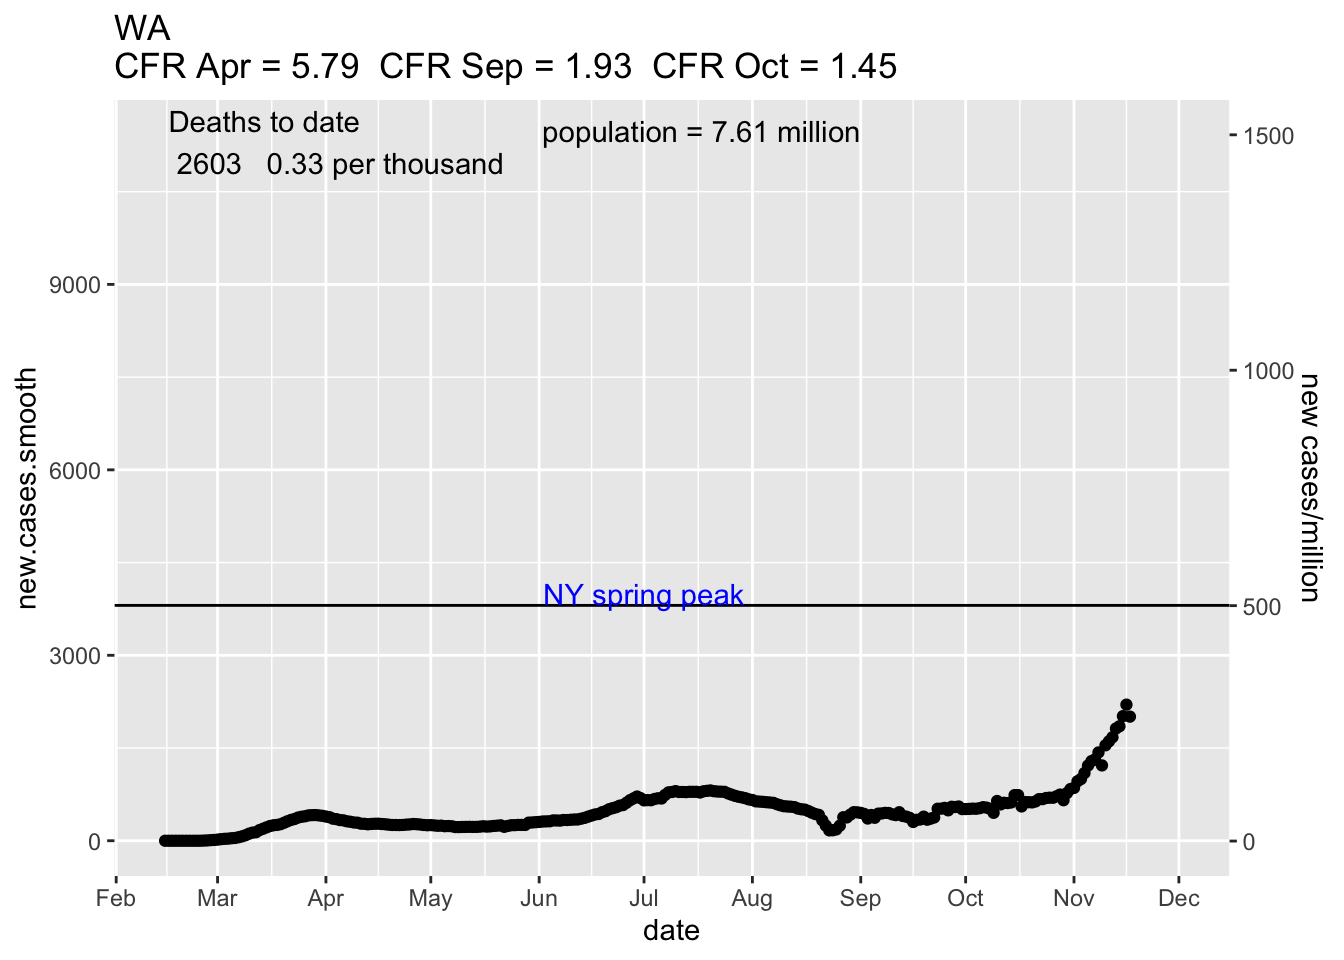 WA
CFR Apr = 5.79  CFR Sep = 1.93  CFR Oct = 1.45
Deaths to date
2603   0.33 per thousand
population = 7.61 million
new.cases.smooth
9000
6000
3000
0
NY spring peak
1500
1000
500
0
new cases/million
Feb Mar Apr May Jun Jul Aug Sep Oct Nov Dec
date